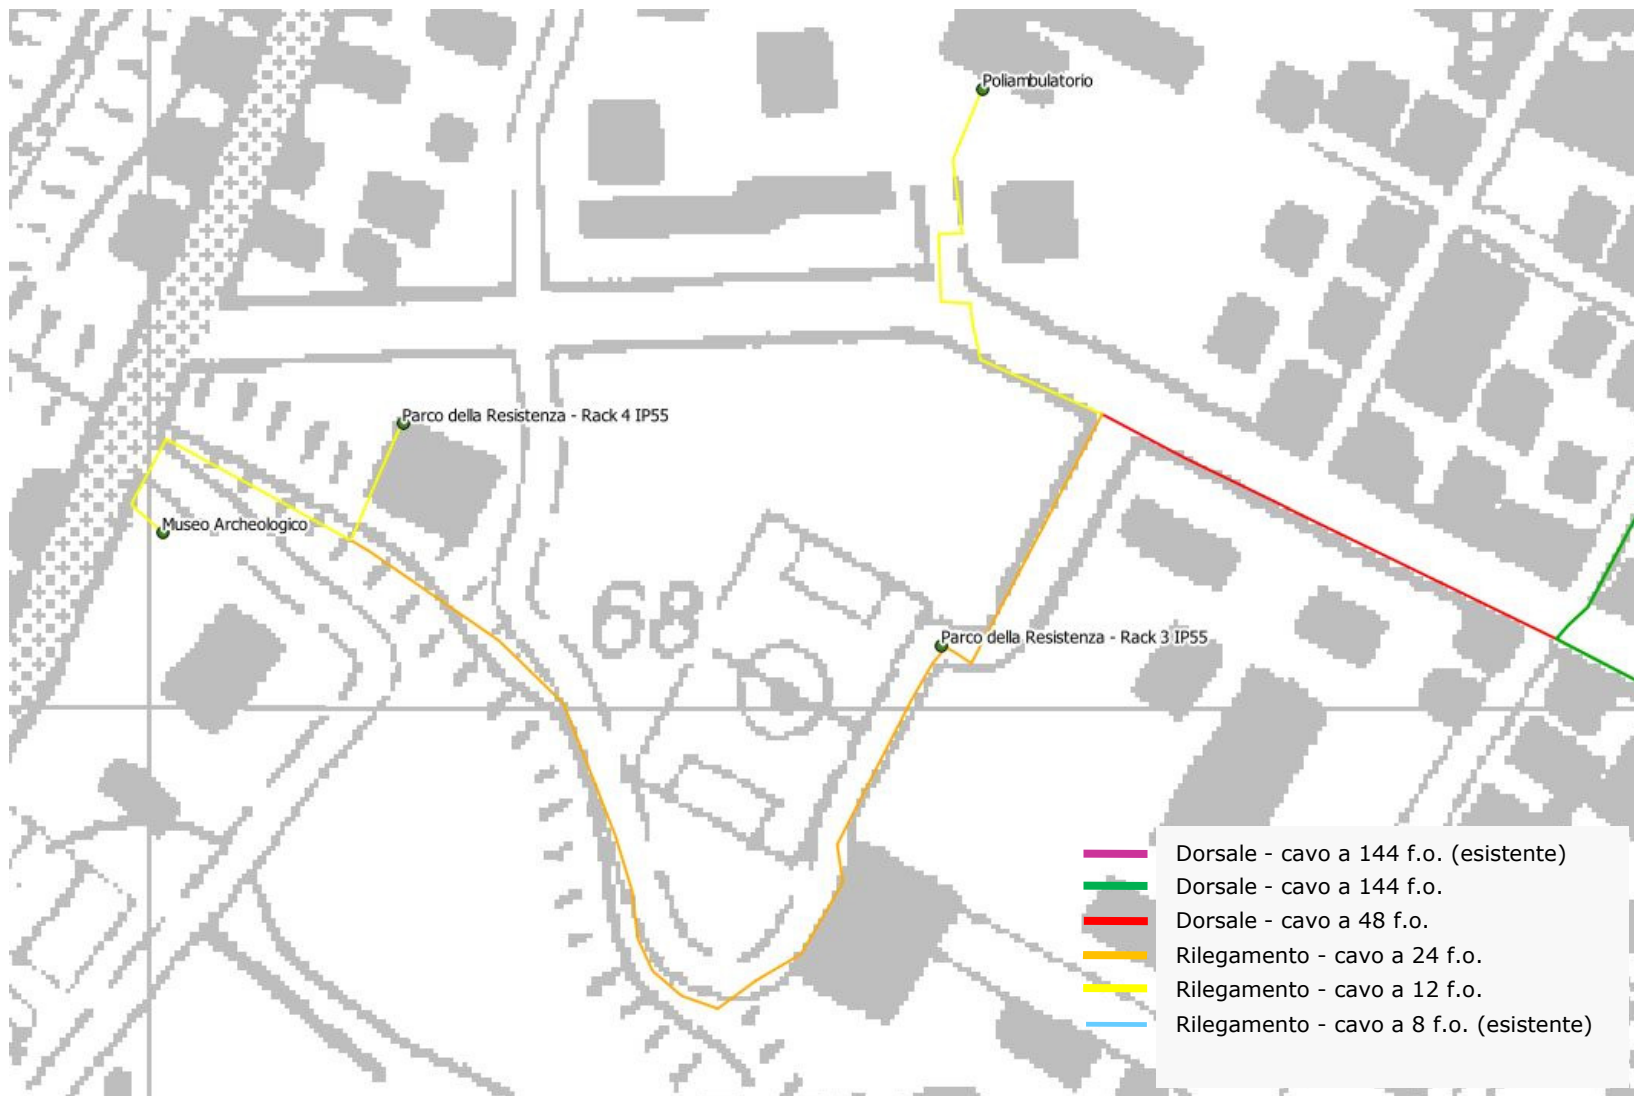 Poliambulatorio
Parco della Resistenza - Rack 4 IP55
Museo Archeologico
68
Parco della Resistenza - Rack 3 IP55
Dorsale - cavo a 144 f.o. (esistente)
Dorsale - cavo a 144 f.o.
Dorsale - cavo a 48 f.o.
Rilegamento - cavo a 24 f.o.
Rilegamento - cavo a 12 f.o.
Rilegamento - cavo a 8 f.o. (esistente)